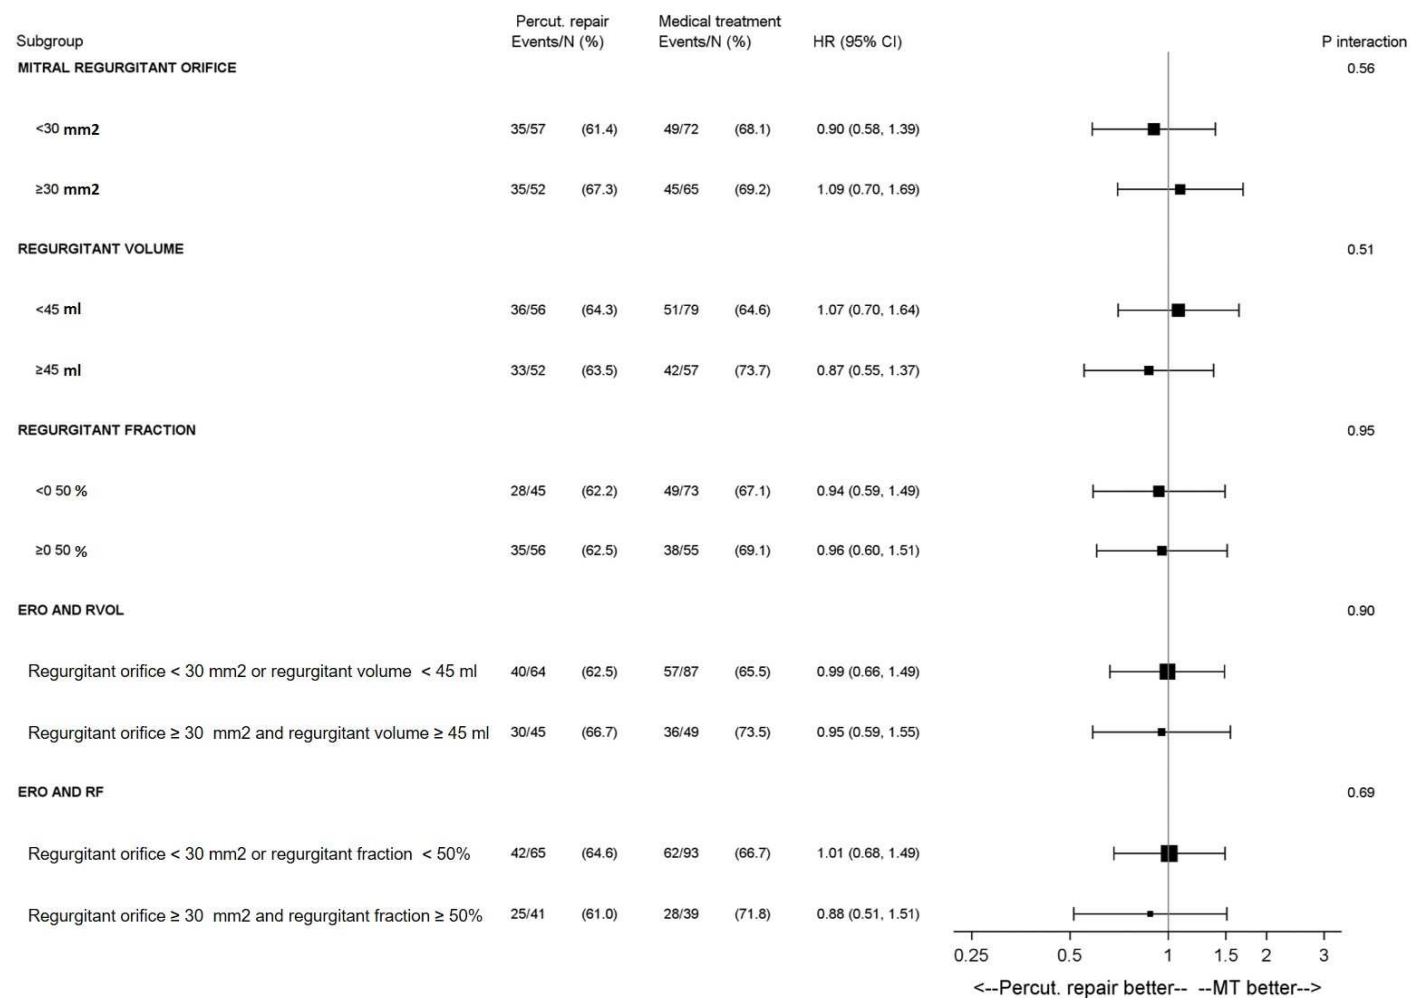 Percut. repair Medical treatment
Subgroup Events/N (%) Events/N (%) HR (95% CI) P interaction
MITRAL REGURGITANT ORIFICE 0.56
<30 mm2 35/57 (61.4) 49/72 (68.1) 0.90 (0.58, 1.39)
≥30 mm2 35/52 (67.3) 45/65 (69.2) 1.09 (0.70, 1.69)
REGURGITANT VOLUME 0.51
<45 ml 36/56 (64.3) 51/79 (64.6) 1.07 (0.70, 1.64)
≥45 ml 33/52 (63.5) 42/57 (73.7) 0.87 (0.55, 1.37)
REGURGITANT FRACTION 0.95
<0 50 % 28/45 (62.2) 49/73 (67.1) 0.94 (0.59, 1.49)
≥0 50 % 35/56 (62.5) 38/55 (69.1) 0.96 (0.60, 1.51)
ERO AND RVOL 0.90
Regurgitant orifice < 30 mm2 or regurgitant volume < 45 ml 40/64 (62.5) 57/87 (65.5) 0.99 (0.66, 1.49)
Regurgitant orifice ≥ 30 mm2 and regurgitant volume ≥ 45 ml 30/45 (66.7) 36/49 (73.5) 0.95 (0.59, 1.55)
ERO AND RF 0.69
Regurgitant orifice < 30 mm2 or regurgitant fraction < 50% 42/65 (64.6) 62/93 (66.7) 1.01 (0.68, 1.49)
Regurgitant orifice ≥ 30 mm2 and regurgitant fraction ≥ 50% 25/41 (61.0) 28/39 (71.8) 0.88 (0.51, 1.51)
0.25 0.5 1 1.5 2 3
<--Percut. repair better-- --MT better-->